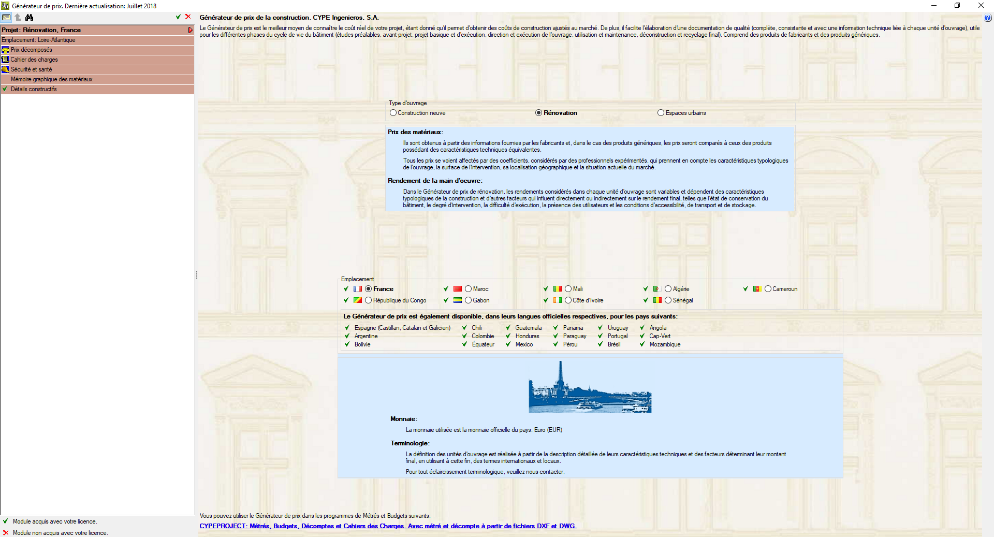 Générateur de prix. Dernière actualisation: Juillet 2018
Projet: Rénovation, France
Emplacement: Loire-Atlantique
Prix décomposés
Cahier des charges
Sécurité et santé
Mémoire graphique des matériaux
Détails constructifs
Générateur de prix de la construction. CYPE Ingenieros. S.A.
Le Générateur de prix est le meilleur moyen de connaître le coût réel de votre projet, étant donné qu'il permet d'obtenir des coûts de construction ajustés au marché. De plus, il facilite l'élaboration d'une documentation de qualité (complète, consistante et avec une information technique liée à chaque unité d'ouvrage), utile
pour les différentes phases du cycle de vie du bâtiment (études préalables, avant projet, projet basique et d'exécution, direction et exécution de l'ouvrage, utilisation et maintenance, déconstruction et recyclage final). Comprend des produits de fabricants et des produits génériques.
Type d'ouvrage
Construction neuve
Rénovation
Espaces urbains
Prix des matériaux:
Ils sont obtenus à partir des informations fournies par les fabricants et, dans le cas des produits génériques, les prix seront comparés à ceux des produits
possédant des caractéristiques techniques équivalentes.
Tous les prix se voient affectés par des coefficients, considérés par des professionnels expérimentés, qui prennent en compte les caractéristiques typologiques
de l'ouvrage, la surface de l'intervention, sa localisation géographique et la situation actuelle du marché.
Rendement de la main d'oeuvre:
Dans le Générateur de prix de rénovation, les rendements considérés dans chaque unité d'ouvrage sont variables et dépendent des caractéristiques
typologiques de la construction et d'autres facteurs qui influent directement ou indirectement sur le rendement final, telles que l'état de conservation du
bâtiment, le degré d'intervention, la difficulté d'exécution, la présence des utilisateurs et les conditions d'accessibilité, de transport et de stockage.
Emplacement
France
Maroc
Mali
Algérie
Cameroun
République du Congo
Gabon
Côte d'Ivoire
Sénégal
Le Générateur de prix est également disponible, dans leurs langues officielles respectives, pour les pays suivants:
Espagne (Castillan, Catalan et Galicien) Chili Guatemala Panama Uruguay Angola
Argentine Colombie Honduras Paraguay Portugal Cap-Vert
Bolivie Equateur Mexico Pérou Brésil Mozambique
Monnaie:
La monnaie utilisée est la monnaie officielle du pays: Euro (EUR)
Terminologie:
La définition des unités d'ouvrage est réalisée à partir de la description détaillée de leurs caractéristiques techniques et des facteurs déterminant leur montant
final, en utilisant à cette fin, des termes internationaux et locaux.
Pour tout éclaircissement terminologique, veuillez nous contacter.
Vous pouvez utiliser le Générateur de prix dans les programmes de Métrés et Budgets suivants:
CYPEPROJECT: Métrés, Budgets, Décomptes et Cahiers des Charges. Avec métré et décompte à partir de fichiers DXF et DWG.
Module acquis avec votre licence.
Module non acquis avec votre licence.